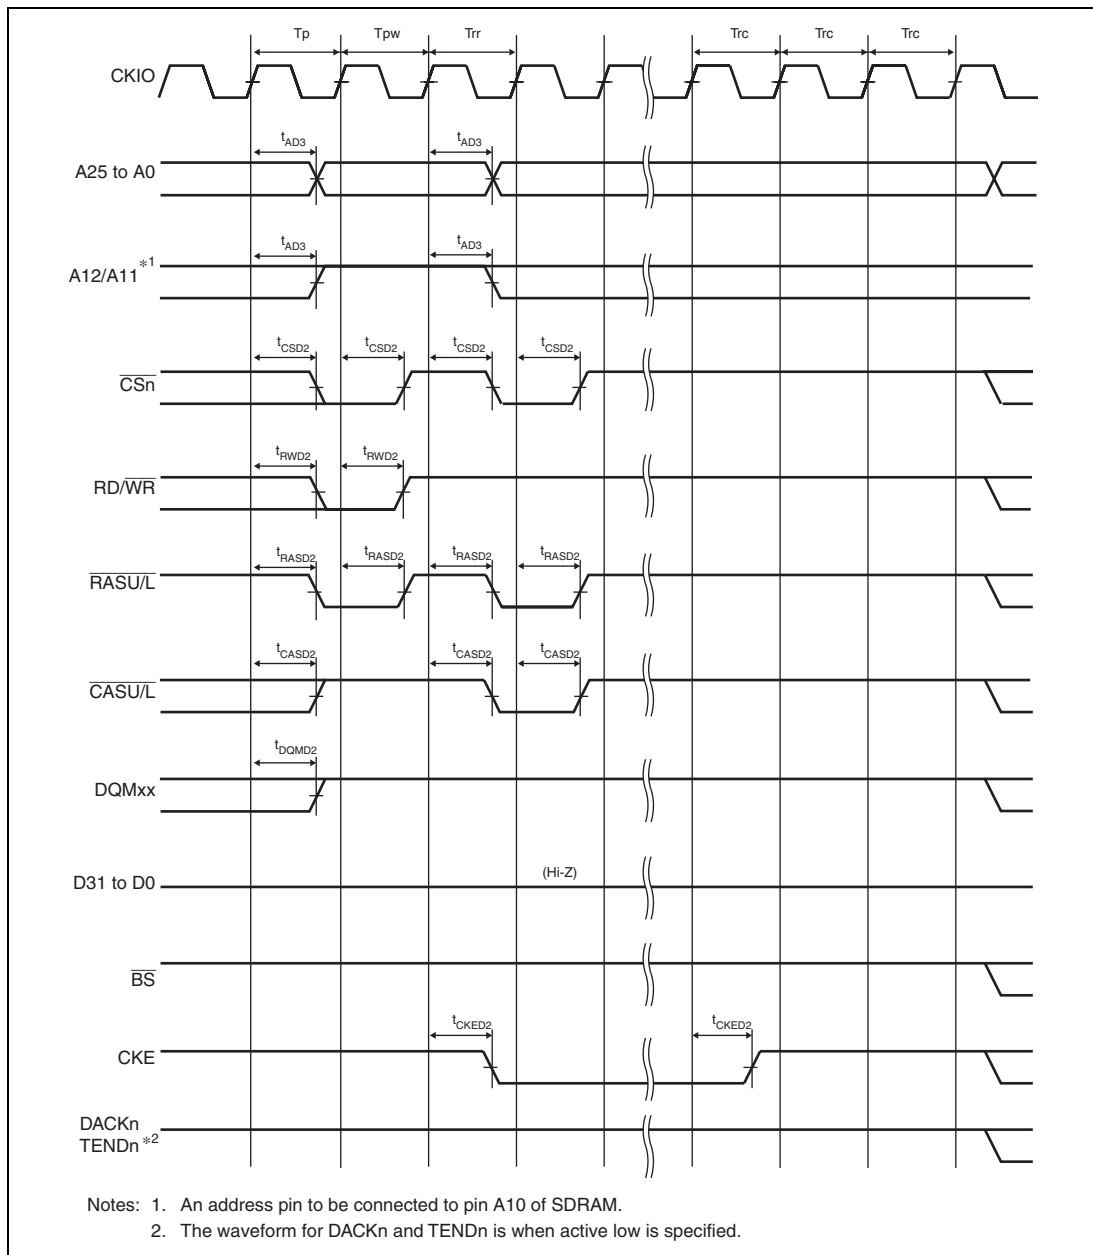 Tp Tpw Trr Trc Trc Trc
CKIO
tAD3 tAD3
A25 to A0
tAD3 tAD3
A12/A11*1
tCSD2 tCSD2 tCSD2 tCSD2
CSn
tRWD2 tRWD2
RD/WR
tRASD2 tRASD2 tRASD2 tRASD2
RASU/L
tCASD2 tCASD2 tCASD2
CASU/L
tDQMD2
DQMxx
(Hi-Z)
D31 to D0
BS
tCKED2 tCKED2
CKE
DACKn
TENDn*2
Notes: 1. An address pin to be connected to pin A10 of SDRAM.
2. The waveform for DACKn and TENDn is when active low is specified.